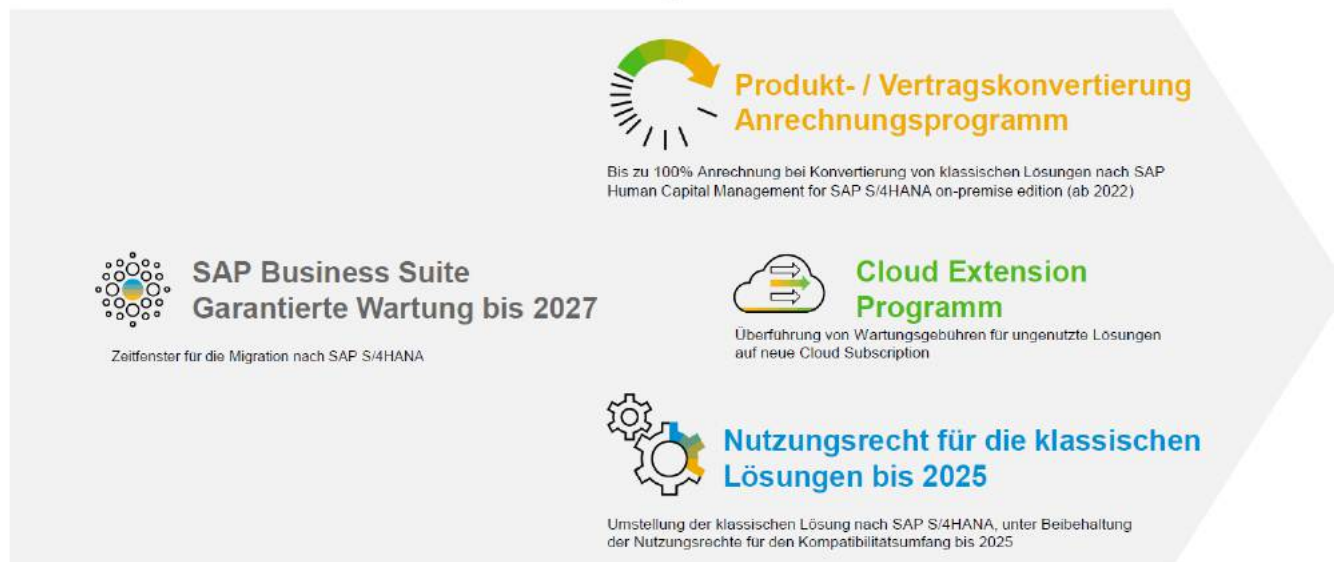 Produkt- / Vertragskonvertierung
Anrechnungsprogramm
Bis zu 100% Anrechnung bei Konvertierung von klassischen Lösungen nach SAP
Human Capital Management for SAP S/4HANA on-premise edition (ab 2022)
SAP Business Suite
Garantierte Wartung bis 2027
Zeitfenster für die Migration nach SAP S/4HANA
Cloud Extension
Programm
Überführung von Wartungsgebühren für ungenutzte Lösungen
auf neue Cloud Subscription
Nutzungsrecht für die klassischen
Lösungen bis 2025
Umstellung der klassischen Lösung nach SAP S/4HANA, unter Beibehaltung
der Nutzungsrechte für den Kompatibilitätsumfang bis 2025